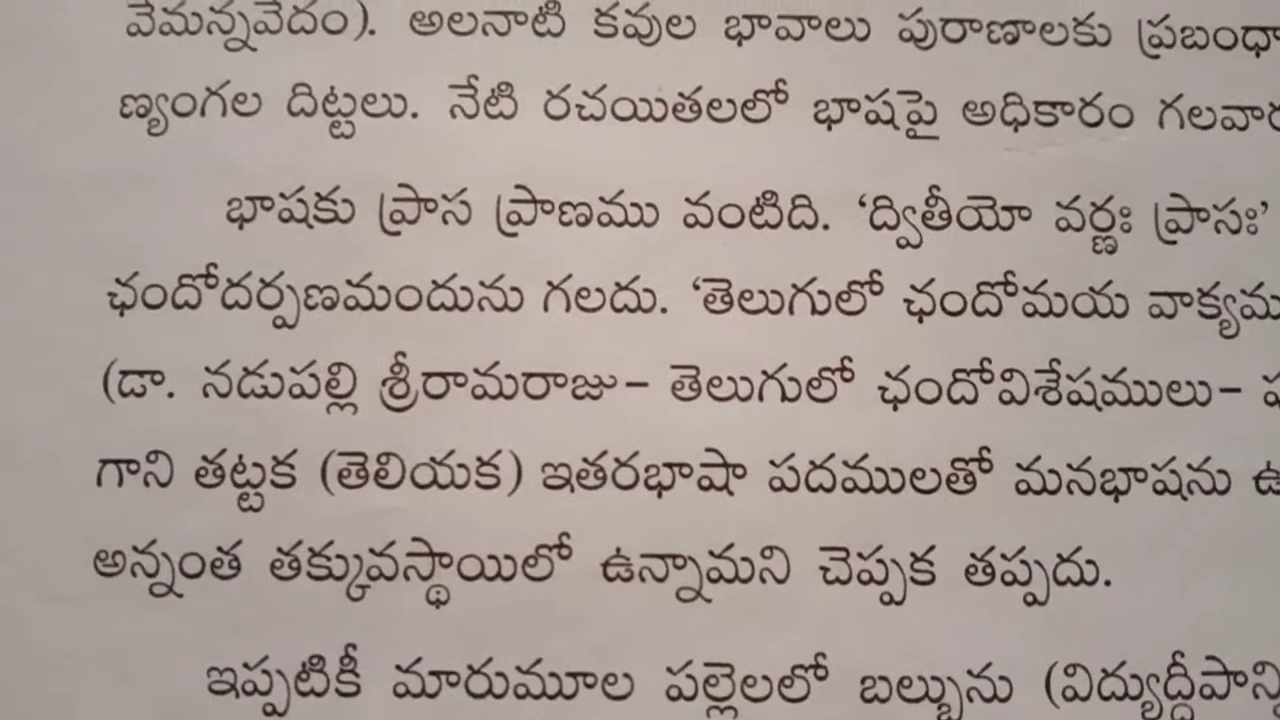 వేమన్నవేదం). అలనాటి కవుల భావాలు పురాణాలకు ప్రబంధా
ణ్యంగల దిట్టలు. నేటి రచయితలలో భాషపై అధికారం గలవార
భాషకు ప్రాస ప్రాణము వంటిది. ‘ద్వితీయో వర్ణః ప్రాసః’
ఛందోదర్పణమందును గలదు. ‘తెలుగులో ఛందోమయ వాక్యమ
(డా. నడుపల్లి శ్రీరామరాజు– తెలుగులో ఛందోవిశేషములు–
గాని తట్టక (తెలియక) ఇతరభాషా పదములతో మనభాషను ఉ
అన్నంత తక్కువస్థాయిలో ఉన్నామని చెప్పక తప్పదు.
ఇప్పటికీ మారుమూల పల్లెలలో బల్బును (విద్యుద్దీపాన్ని